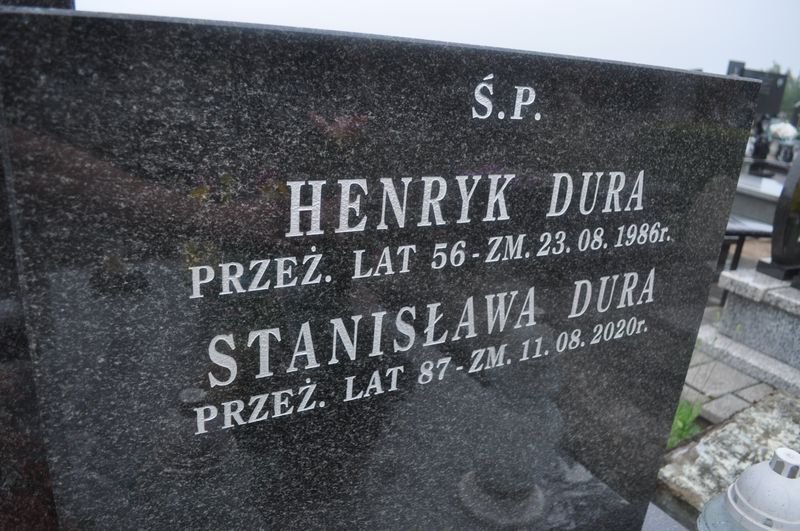 Ś.P.
HENRYK DURA
PRZEŻ. LAT 56 - ZM. 23. 08. 1986r.
STANISŁAWA DURA
PRZEŻ. LAT 87 - ZM. 11. 08. 2020r.